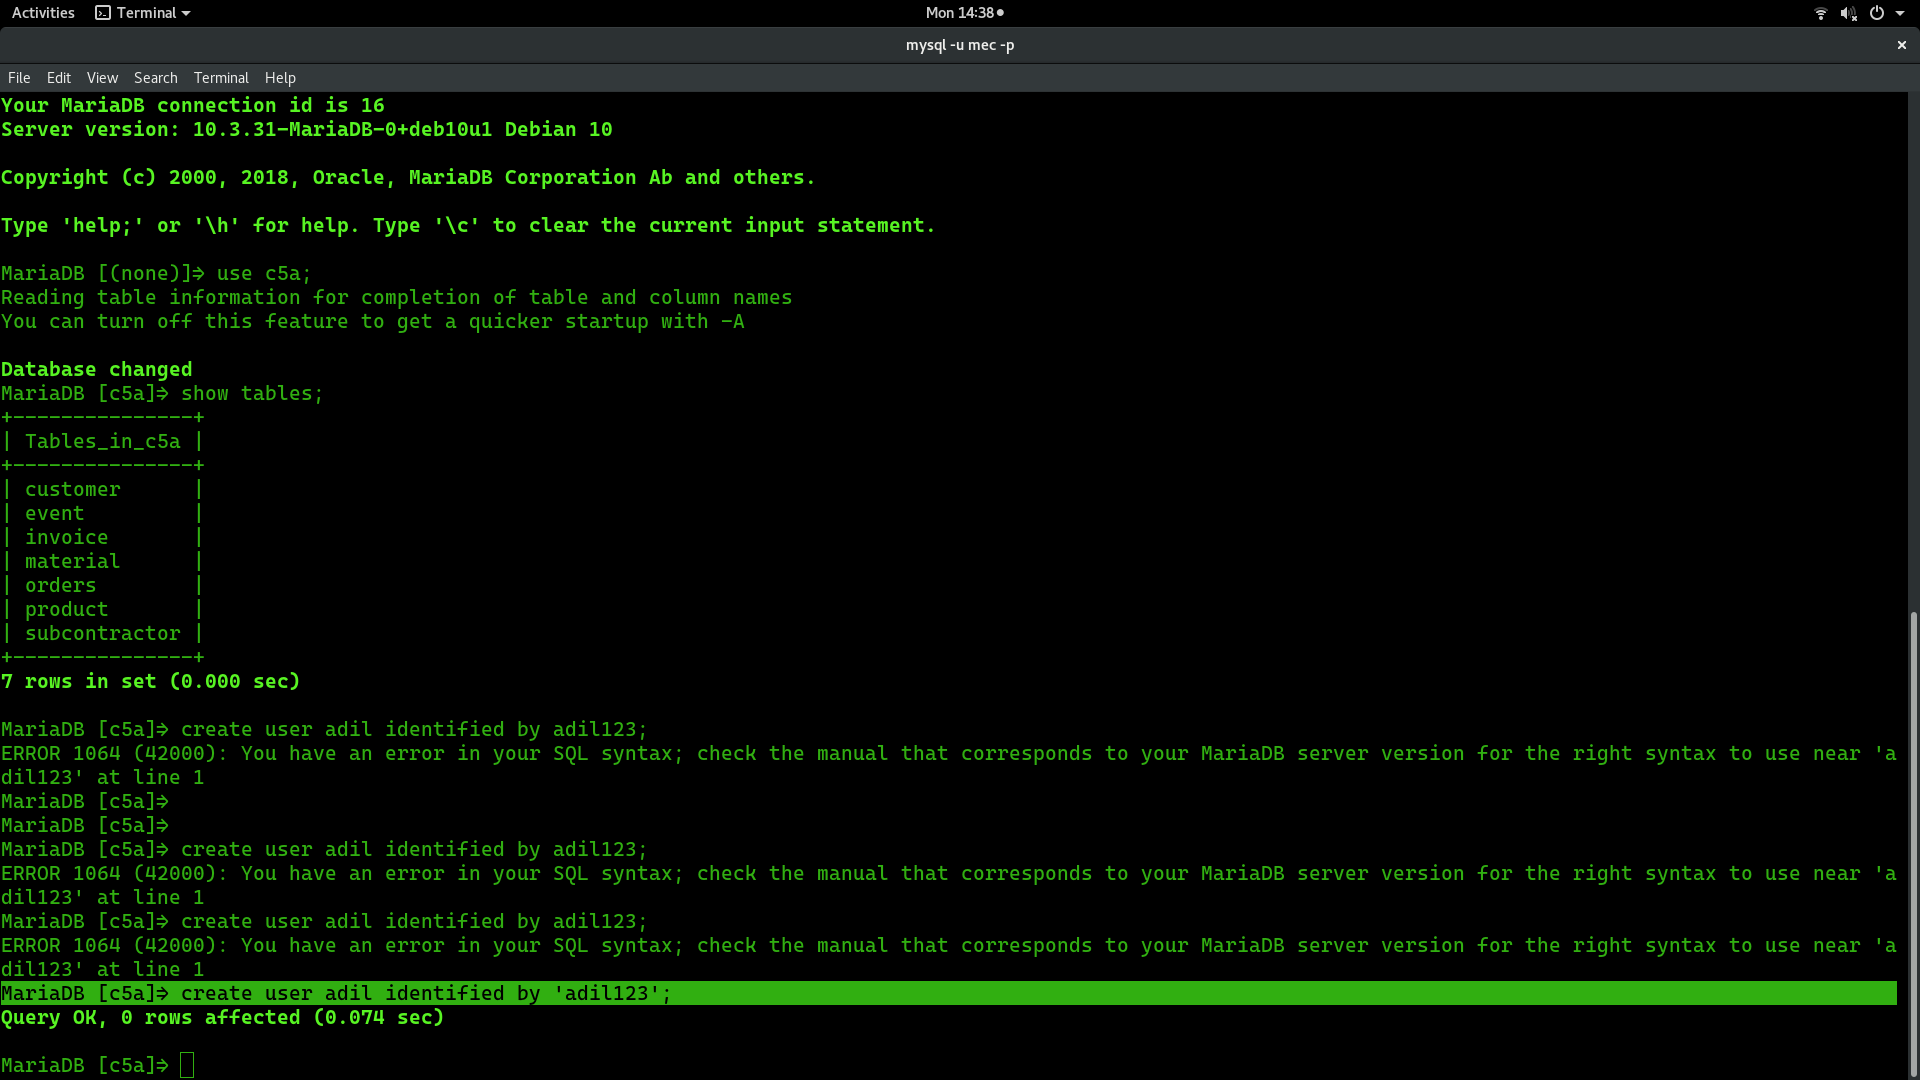 Activities Terminal Mon 14:38
mysql -u mec -p
File Edit View Search Terminal Help
Your MariaDB connection id is 16
Server version: 10.3.31-MariaDB-0+deb10u1 Debian 10
Copyright (c) 2000, 2018, Oracle, MariaDB Corporation Ab and others.
Type 'help;' or '\h' for help. Type '\c' to clear the current input statement.
MariaDB [(none)]> use c5a;
Reading table information for completion of table and column names
You can turn off this feature to get a quicker startup with -A
Database changed
MariaDB [c5a]> show tables;
+---------------+
| Tables_in_c5a |
+---------------+
| customer      |
| event         |
| invoice       |
| material      |
| orders        |
| product       |
| subcontractor |
+---------------+
7 rows in set (0.000 sec)
MariaDB [c5a]> create user adil identified by adil123;
ERROR 1064 (42000): You have an error in your SQL syntax; check the manual that corresponds to your MariaDB server version for the right syntax to use near 'a
dil123' at line 1
MariaDB [c5a]>
MariaDB [c5a]>
MariaDB [c5a]> create user adil identified by adil123;
ERROR 1064 (42000): You have an error in your SQL syntax; check the manual that corresponds to your MariaDB server version for the right syntax to use near 'a
dil123' at line 1
MariaDB [c5a]> create user adil identified by adil123;
ERROR 1064 (42000): You have an error in your SQL syntax; check the manual that corresponds to your MariaDB server version for the right syntax to use near 'a
dil123' at line 1
MariaDB [c5a]> create user adil identified by 'adil123';
Query OK, 0 rows affected (0.074 sec)
MariaDB [c5a]>